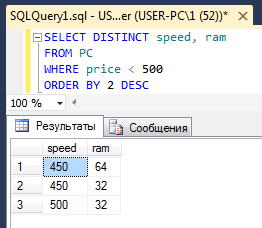 SQLQuery1.sql - US...er (USER-PC\1 (52))*
SELECT DISTINCT speed, ram
FROM PC
WHERE price < 500
ORDER BY 2 DESC
100 %
Результаты Сообщения
speed ram
1 450 64
2 450 32
3 500 32